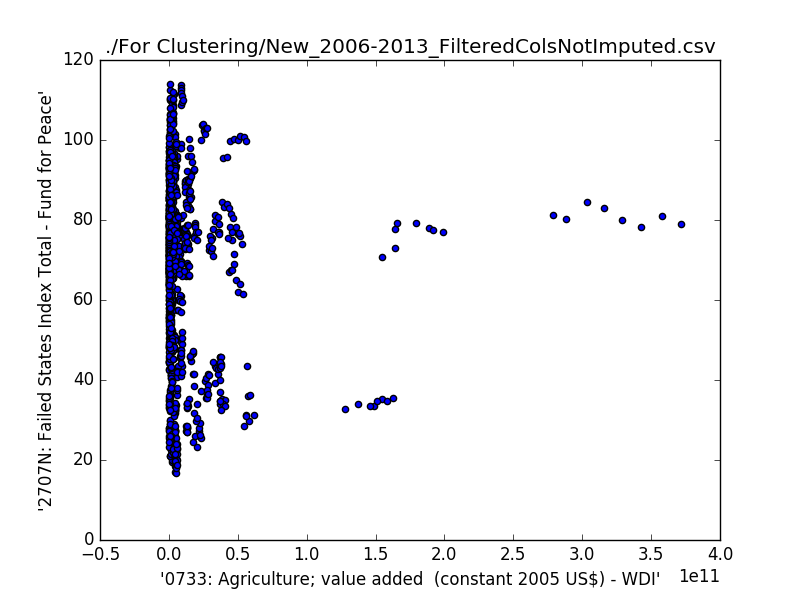 ./For Clustering/New_2006-2013_FilteredColsNotImputed.csv
120
100
80
60
40
20
0
'2707N: Failed States Index Total - Fund for Peace'
−0.5 0.0 0.5 1.0 1.5 2.0 2.5 3.0 3.5 4.0
1e11
'0733: Agriculture; value added  (constant 2005 US$) - WDI'